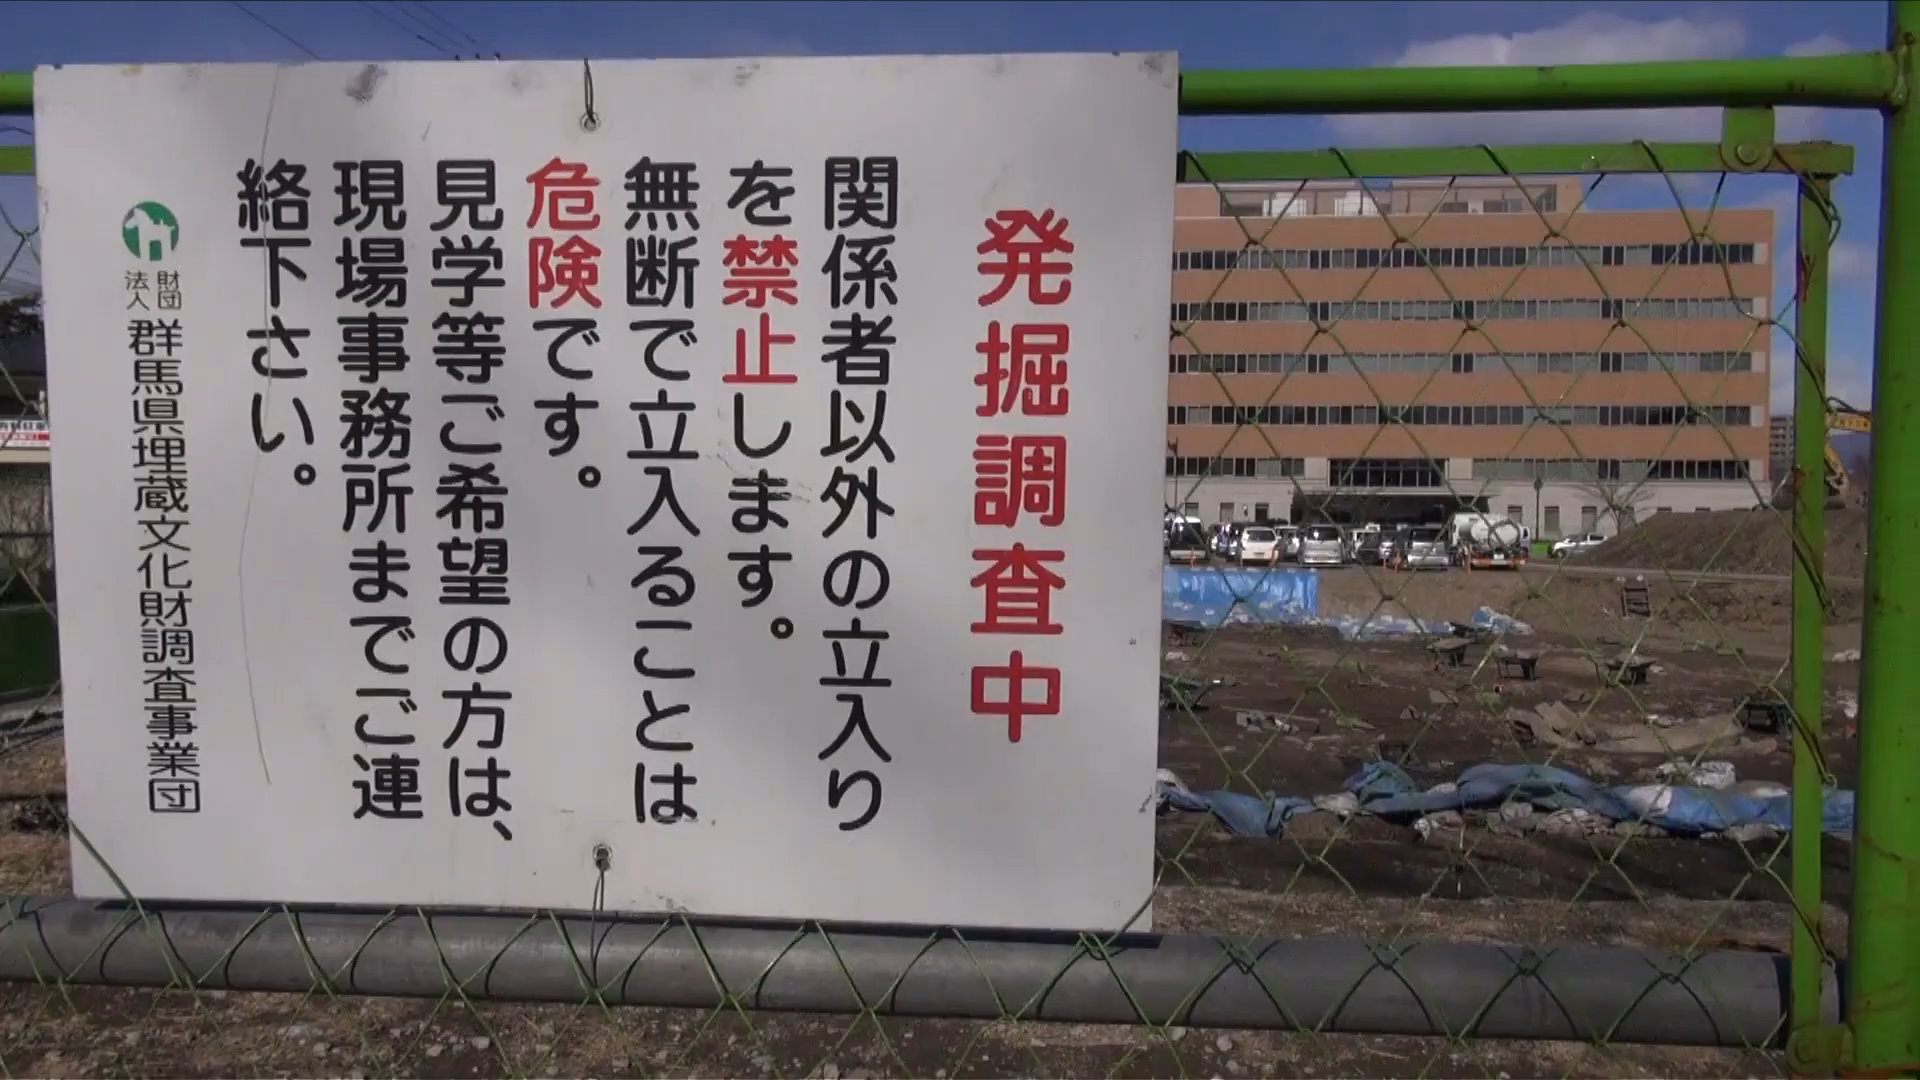 発掘調査中
関係者以外の立入り
を禁止します。
無断で立入ることは
危険です。
見学等ご希望の方は、
現場事務所までご連
絡下さい。
財団法人 群馬県埋蔵文化財調査事業団